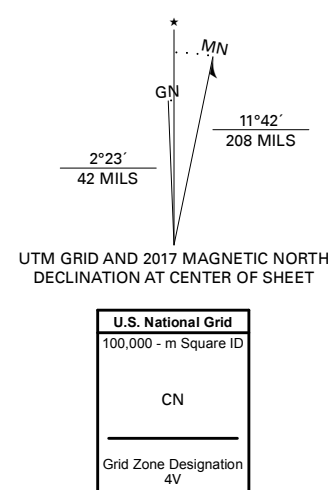 ★
MN
GN
11°42´
208 MILS
2°23´
42 MILS
UTM GRID AND 2017 MAGNETIC NORTH
DECLINATION AT CENTER OF SHEET
U.S. National Grid
100,000 - m Square ID
CN
Grid Zone Designation
4V